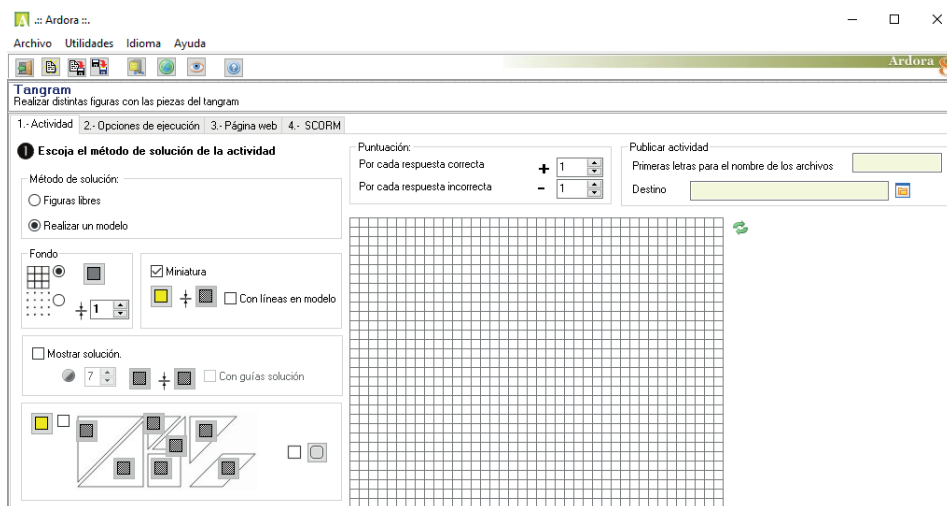 .:: Ardora ::.
Archivo Utilidades Idioma Ayuda
Ardora 8
Tangram
Realizar distintas figuras con las piezas del tangram
1.- Actividad 2.- Opciones de ejecución 3.- Página web 4.- SCORM
1 Escoja el método de solución de la actividad
Método de solución:
Figuras libres
Realizar un modelo
Fondo
1
Miniatura
Con líneas en modelo
Mostrar solución.
7
Con guías solución
Puntuación:
Por cada respuesta correcta + 1
Por cada respuesta incorrecta - 1
Publicar actividad
Primeras letras para el nombre de los archivos
Destino